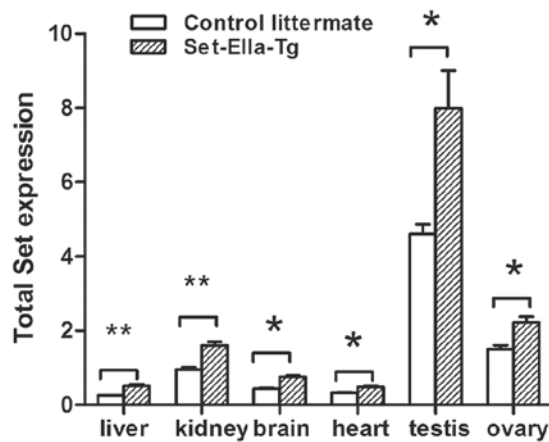 Control littermate
Set-EIIa-Tg
Total Set expression
10
8
6
4
2
0
** ** * * * *
liver kidney brain heart testis ovary